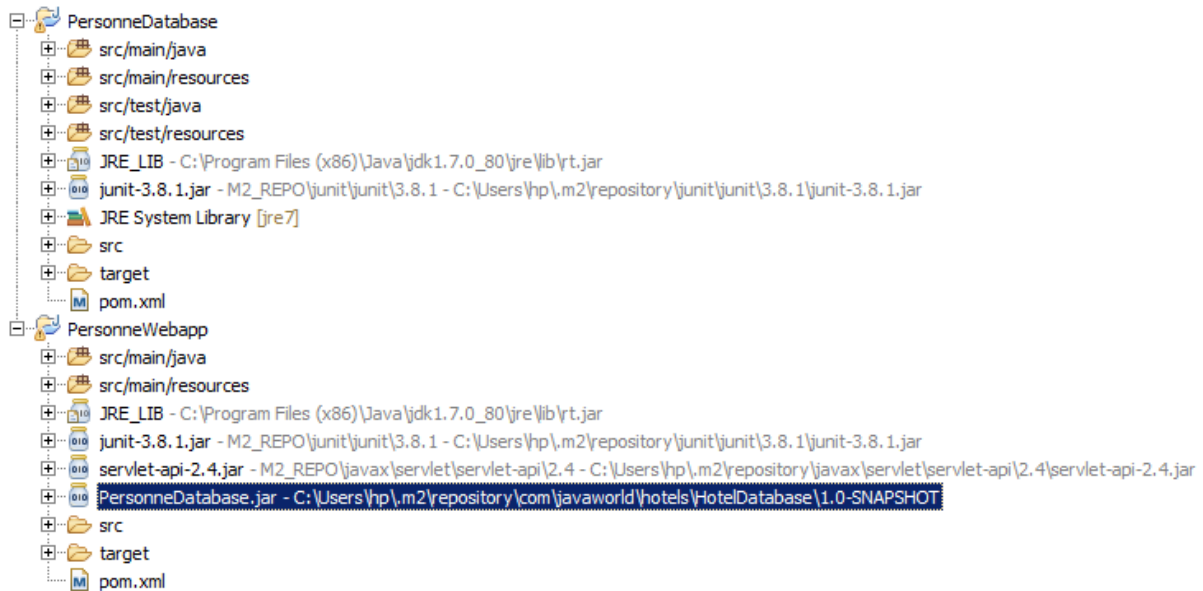 PersonneDatabase
src/main/java
src/main/resources
src/test/java
src/test/resources
JRE_LIB - C:\Program Files (x86)\Java\jdk1.7.0_80\jre\lib\rt.jar
junit-3.8.1.jar - M2_REPO\junit\junit\3.8.1 - C:\Users\hp\.m2\repository\junit\junit\3.8.1\junit-3.8.1.jar
JRE System Library [jre7]
src
target
pom.xml
PersonneWebapp
src/main/java
src/main/resources
JRE_LIB - C:\Program Files (x86)\Java\jdk1.7.0_80\jre\lib\rt.jar
junit-3.8.1.jar - M2_REPO\junit\junit\3.8.1 - C:\Users\hp\.m2\repository\junit\junit\3.8.1\junit-3.8.1.jar
servlet-api-2.4.jar - M2_REPO\javax\servlet\servlet-api\2.4 - C:\Users\hp\.m2\repository\javax\servlet\servlet-api\2.4\servlet-api-2.4.jar
PersonneDatabase.jar - C:\Users\hp\.m2\repository\com\javaworld\hotels\HotelDatabase\1.0-SNAPSHOT
src
target
pom.xml